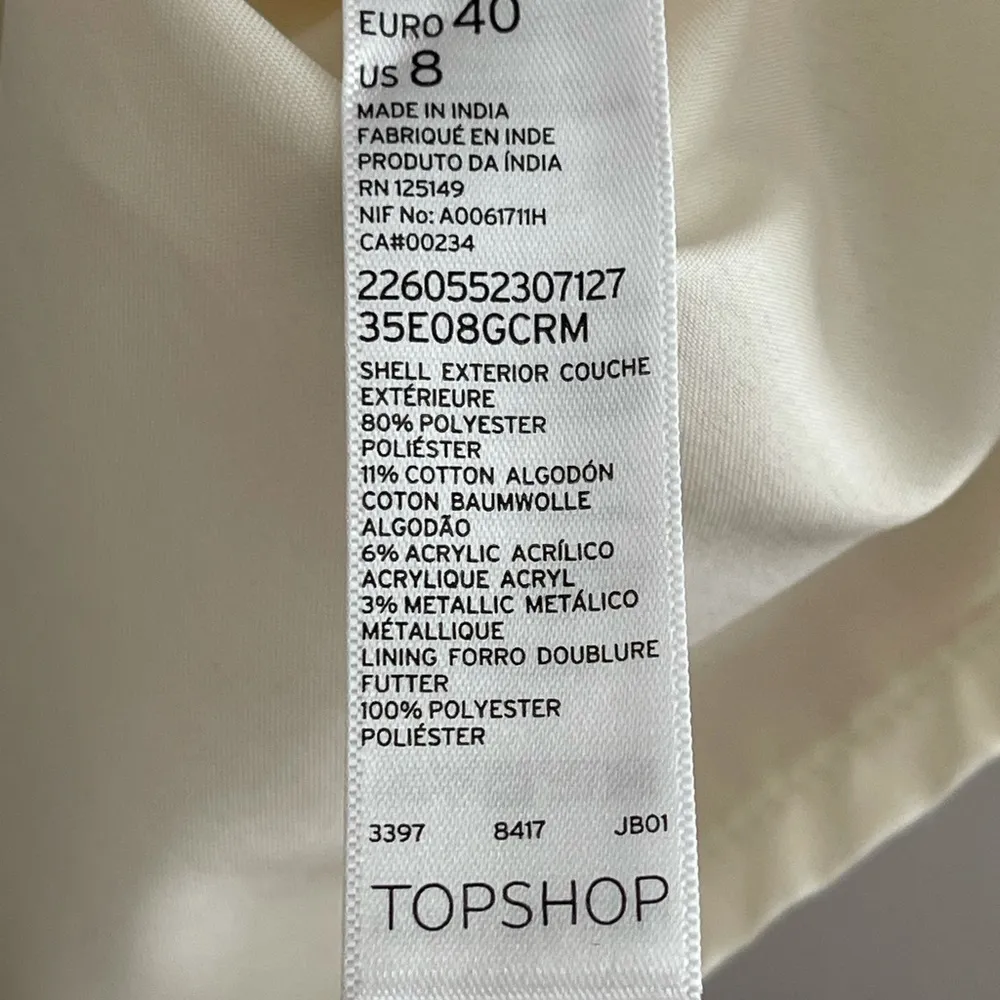 EURO 40
US 8
MADE IN INDIA
FABRIQUÉ EN INDE
PRODUTO DA ÍNDIA
RN 125149
NIF No: A0061711H
CA#00234
2260552307127
35E08GCRM
SHELL EXTERIOR COUCHE
EXTÉRIEURE
80% POLYESTER
POLIÉSTER
11% COTTON ALGODÓN
COTON BAUMWOLLE
ALGODÃO
6% ACRYLIC ACRÍLICO
ACRYLIQUE ACRYL
3% METALLIC METÁLICO
MÉTALLIQUE
LINING FORRO DOUBLURE
FUTTER
100% POLYESTER
POLIÉSTER
3397 8417 JB01
TOPSHOP